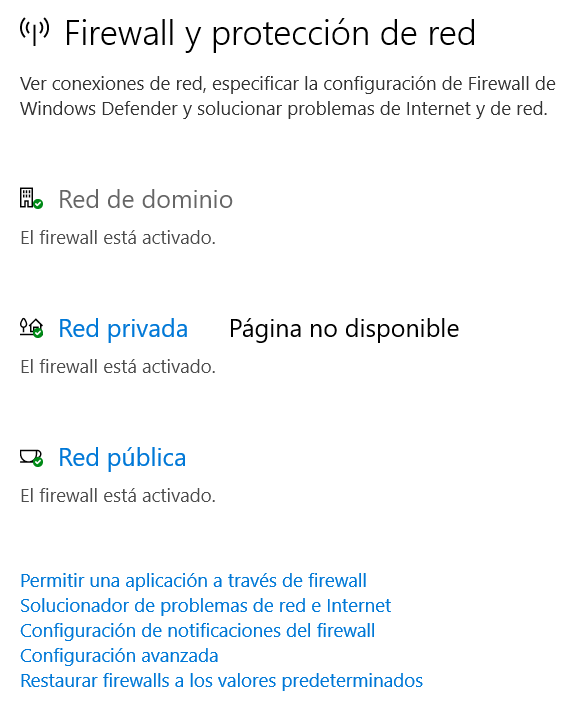 Firewall y protección de red
Ver conexiones de red, especificar la configuración de Firewall de
Windows Defender y solucionar problemas de Internet y de red.
Red de dominio
El firewall está activado.
Red privada Página no disponible
El firewall está activado.
Red pública
El firewall está activado.
Permitir una aplicación a través de firewall
Solucionador de problemas de red e Internet
Configuración de notificaciones del firewall
Configuración avanzada
Restaurar firewalls a los valores predeterminados